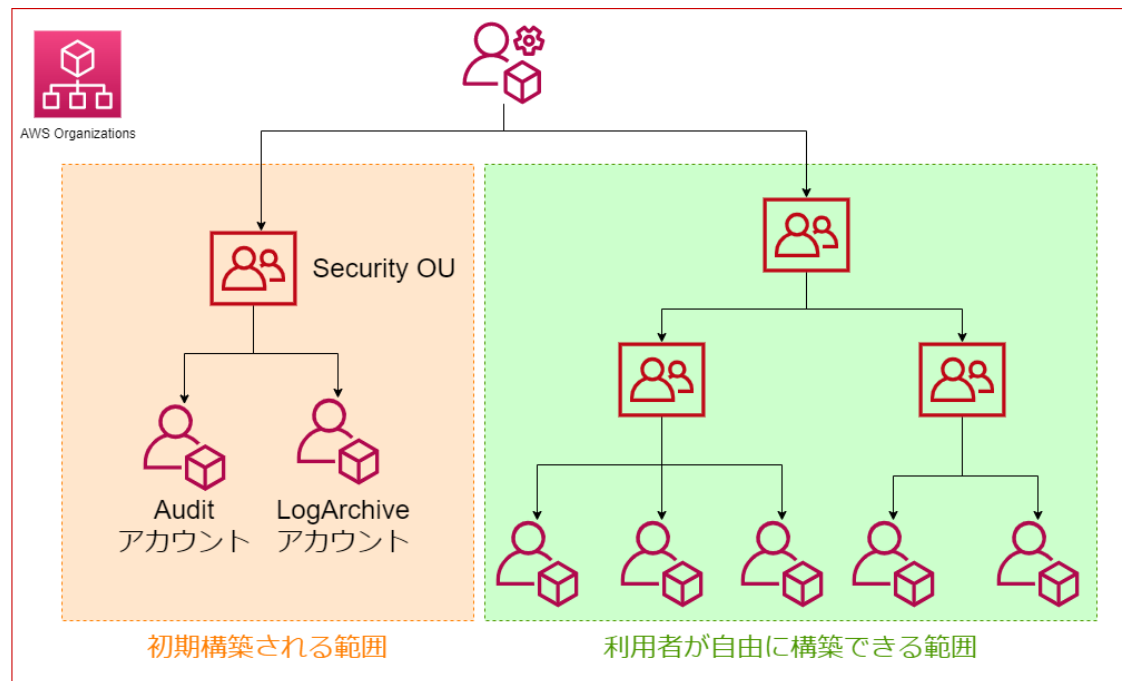 AWS Organizations
Security OU
Audit
アカウント
LogArchive
アカウント
初期構築される範囲
利用者が自由に構築できる範囲